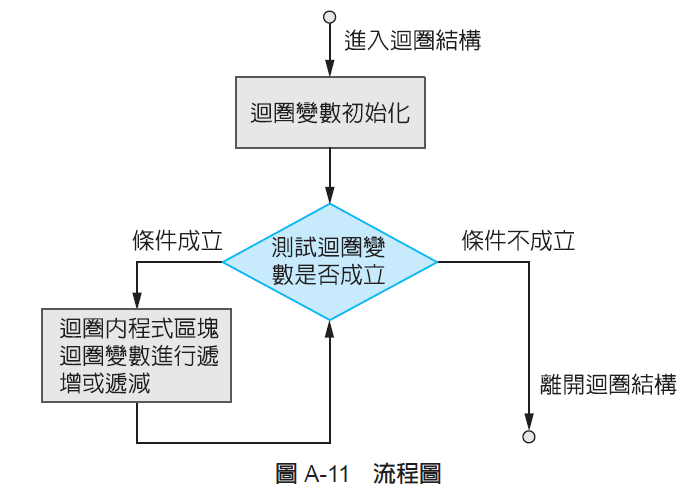 進入迴圈結構
迴圈變數初始化
條件成立
測試迴圈變
數是否成立
條件不成立
迴圈內程式區塊
迴圈變數進行遞
增或遞減
離開迴圈結構
圖 A-11 流程圖